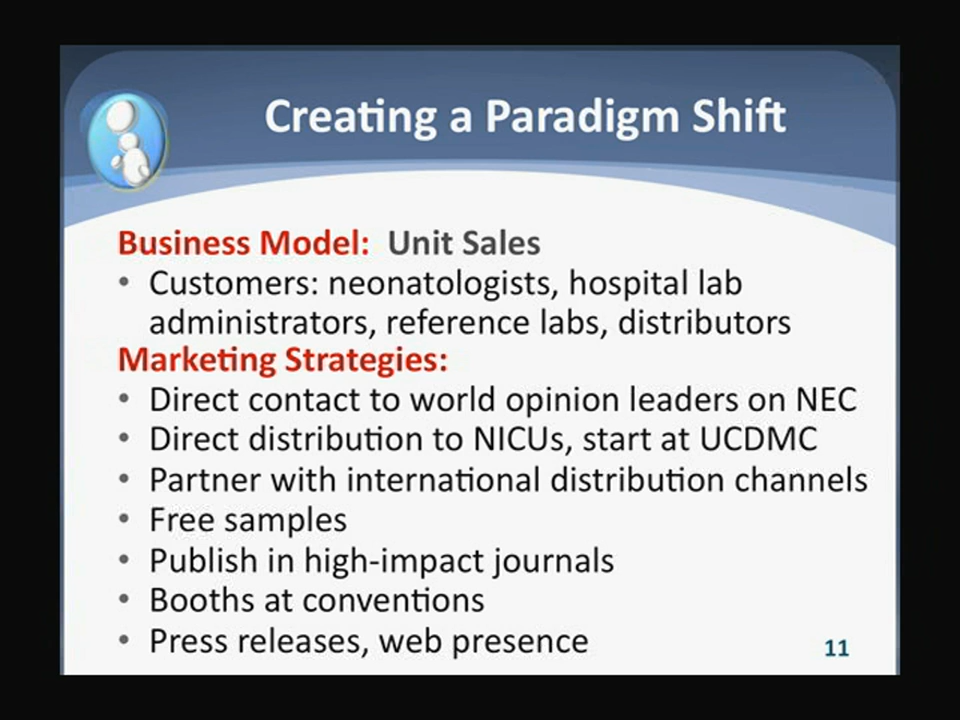 Creating a Paradigm Shift
Business Model: Unit Sales
• Customers: neonatologists, hospital lab
administrators, reference labs, distributors
Marketing Strategies:
• Direct contact to world opinion leaders on NEC
• Direct distribution to NICUs, start at UCDMC
• Partner with international distribution channels
• Free samples
• Publish in high-impact journals
• Booths at conventions
• Press releases, web presence
11